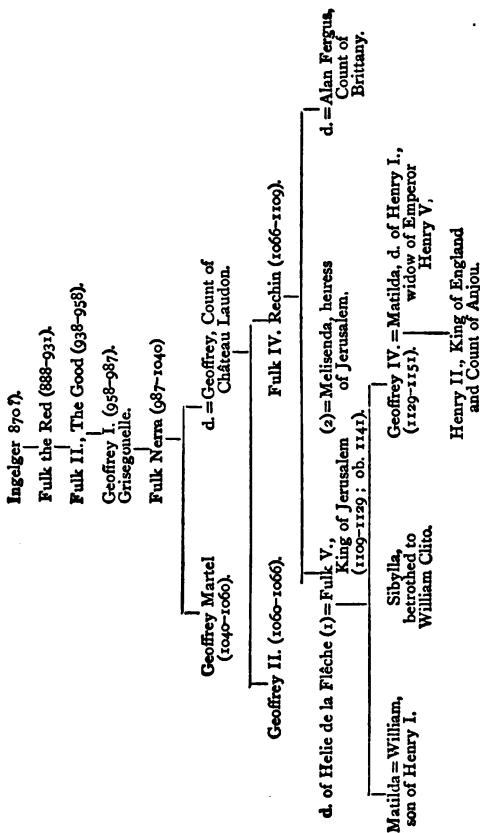 Ingelger 870?).
Fulk the Red (888–931).
Fulk II., The Good (938–958).
Geoffrey I. (958–987).
Grisegonelle.
Fulk Nerra (987–1040)
Geoffrey Martel
(1040–1060).
d. = Geoffrey, Count of
Château Laudon.
Geoffrey II. (1060–1066).
Fulk IV. Rechin (1066–1109).
d. of Helie de la Flêche (1) = Fulk V.,
King of Jerusalem
(1109–1129; ob. 1141).
(2) = Melisenda, heiress
of Jerusalem.
d. = Alan Fergus,
Count of
Brittany.
Matilda = William,
son of Henry I.
Sibylla,
betrothed to
William Clito.
Geoffrey IV. = Matilda, d. of Henry I.,
(1129–1151).
widow of Emperor
Henry V.
Henry II., King of England
and Count of Anjou.